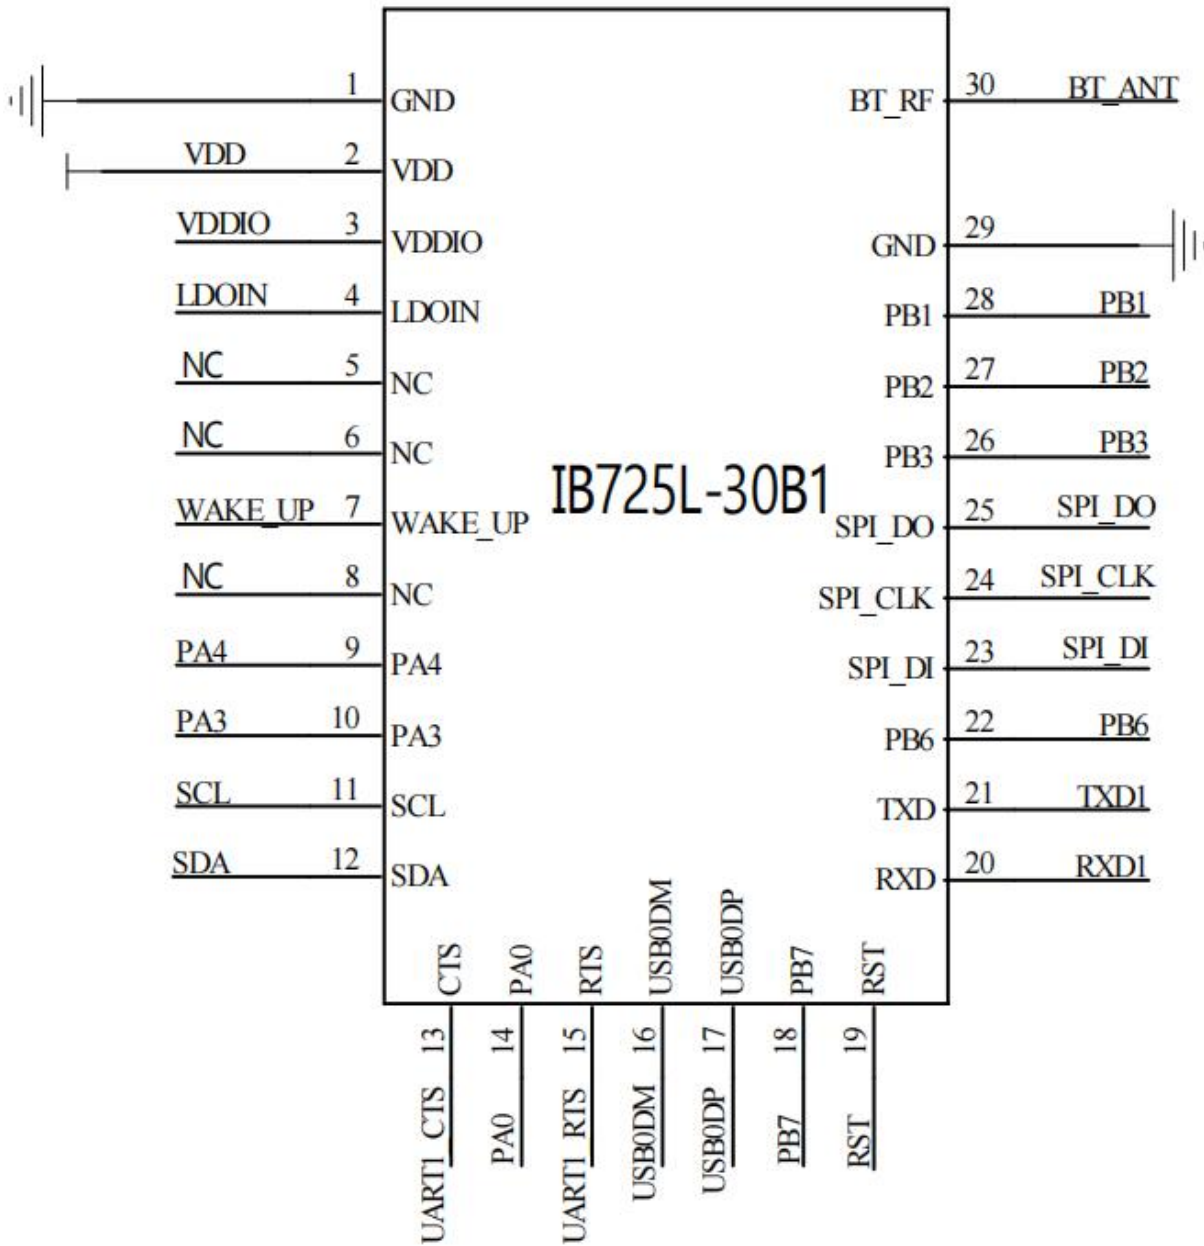 1 GND BT_RF 30 BT_ANT
VDD 2 VDD
VDDIO 3 VDDIO GND 29
LDOIN 4 LDOIN PB1 28 PB1
NC 5 NC PB2 27 PB2
NC 6 NC PB3 26 PB3
IB725L-30B1
WAKE_UP 7 WAKE_UP SPI_DO 25 SPI_DO
NC 8 NC SPI_CLK 24 SPI_CLK
PA4 9 PA4 SPI_DI 23 SPI_DI
PA3 10 PA3 PB6 22 PB6
SCL 11 SCL TXD 21 TXD1
SDA 12 SDA RXD 20 RXD1
CTS 13 UART1_CTS
PA0 14 PA0
RTS 15 UART1_RTS
USB0DM 16 USB0DM
USB0DP 17 USB0DP
PB7 18 PB7
RST 19 RST